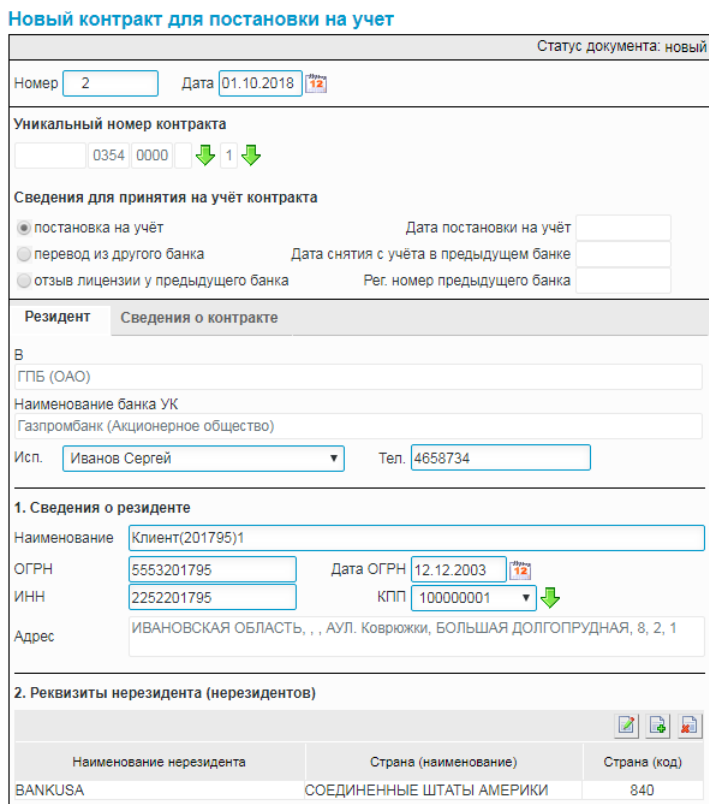 Новый контракт для постановки на учет
Статус документа: новый
Номер 2 Дата 01.10.2018 12
Уникальный номер контракта
0354 0000 1
Сведения для принятия на учёт контракта
постановка на учёт Дата постановки на учёт
перевод из другого банка Дата снятия с учёта в предыдущем банке
отзыв лицензии у предыдущего банка Рег. номер предыдущего банка
Резидент Сведения о контракте
В
ГПБ (ОАО)
Наименование банка УК
Газпромбанк (Акционерное общество)
Исп. Иванов Сергей Тел. 4658734
1. Сведения о резиденте
Наименование Клиент(201795)1
ОГРН 5553201795 Дата ОГРН 12.12.2003 12
ИНН 2252201795 КПП 100000001
Адрес ИВАНОВСКАЯ ОБЛАСТЬ, , , АУЛ. Коврюжки, БОЛЬШАЯ ДОЛГОПРУДНАЯ, 8, 2, 1
2. Реквизиты нерезидента (нерезидентов)
Наименование нерезидента Страна (наименование) Страна (код)
BANKUSA СОЕДИНЕННЫЕ ШТАТЫ АМЕРИКИ 840